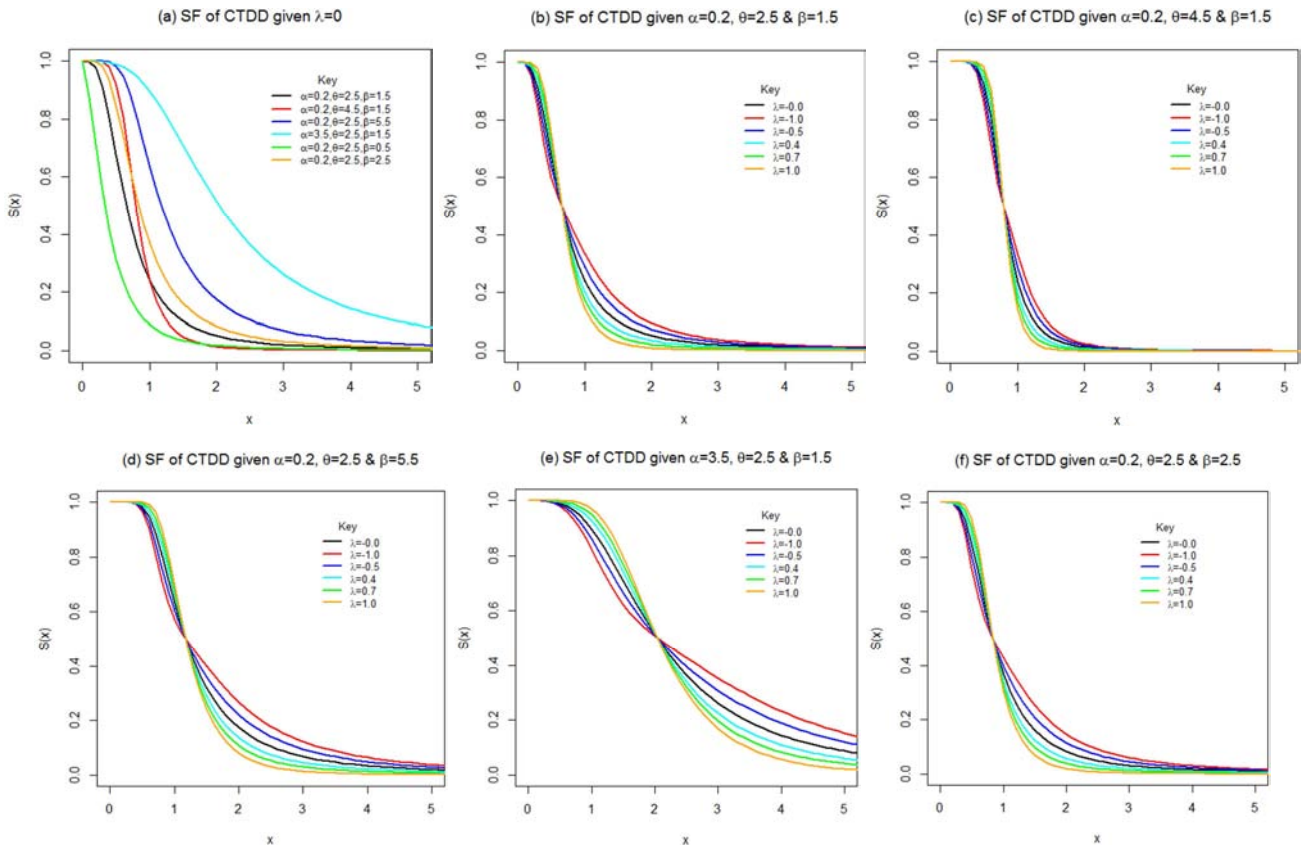 (a) SF of CTDD given λ=0
S(x)
0.0 0.2 0.4 0.6 0.8 1.0
Key
α=0.2,θ=2.5,β=1.5
α=0.2,θ=4.5,β=1.5
α=0.2,θ=2.5,β=5.5
α=3.5,θ=2.5,β=1.5
α=0.2,θ=2.5,β=0.5
α=0.2,θ=2.5,β=2.5
0 1 2 3 4 5
x
(b) SF of CTDD given α=0.2, θ=2.5 & β=1.5
S(x)
0.0 0.2 0.4 0.6 0.8 1.0
Key
λ=-0.0
λ=-1.0
λ=-0.5
λ=0.4
λ=0.7
λ=1.0
0 1 2 3 4 5
x
(c) SF of CTDD given α=0.2, θ=4.5 & β=1.5
S(x)
0.0 0.2 0.4 0.6 0.8 1.0
Key
λ=-0.0
λ=-1.0
λ=-0.5
λ=0.4
λ=0.7
λ=1.0
0 1 2 3 4 5
x
(d) SF of CTDD given α=0.2, θ=2.5 & β=5.5
S(x)
0.0 0.2 0.4 0.6 0.8 1.0
Key
λ=-0.0
λ=-1.0
λ=-0.5
λ=0.4
λ=0.7
λ=1.0
0 1 2 3 4 5
x
(e) SF of CTDD given α=3.5, θ=2.5 & β=1.5
S(x)
0.0 0.2 0.4 0.6 0.8 1.0
Key
λ=-0.0
λ=-1.0
λ=-0.5
λ=0.4
λ=0.7
λ=1.0
0 1 2 3 4 5
x
(f) SF of CTDD given α=0.2, θ=2.5 & β=2.5
S(x)
0.0 0.2 0.4 0.6 0.8 1.0
Key
λ=-0.0
λ=-1.0
λ=-0.5
λ=0.4
λ=0.7
λ=1.0
0 1 2 3 4 5
x